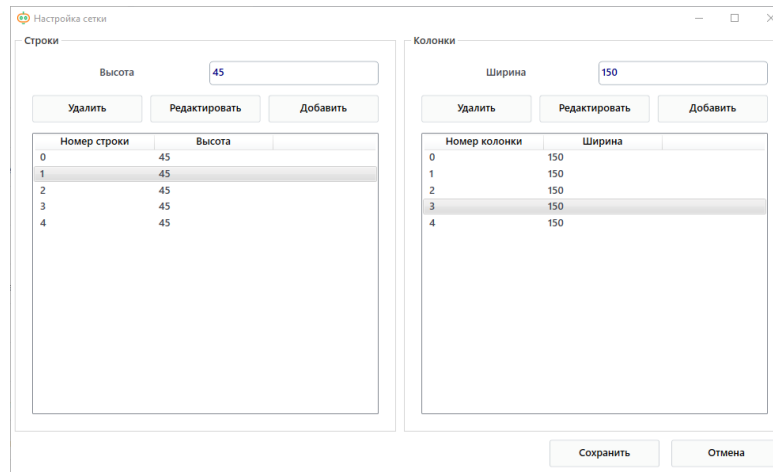 Настройка сетки
Строки
Высота 45
Удалить Редактировать Добавить
Номер строки Высота
0 45
1 45
2 45
3 45
4 45
Колонки
Ширина 150
Удалить Редактировать Добавить
Номер колонки Ширина
0 150
1 150
2 150
3 150
4 150
Сохранить Отмена